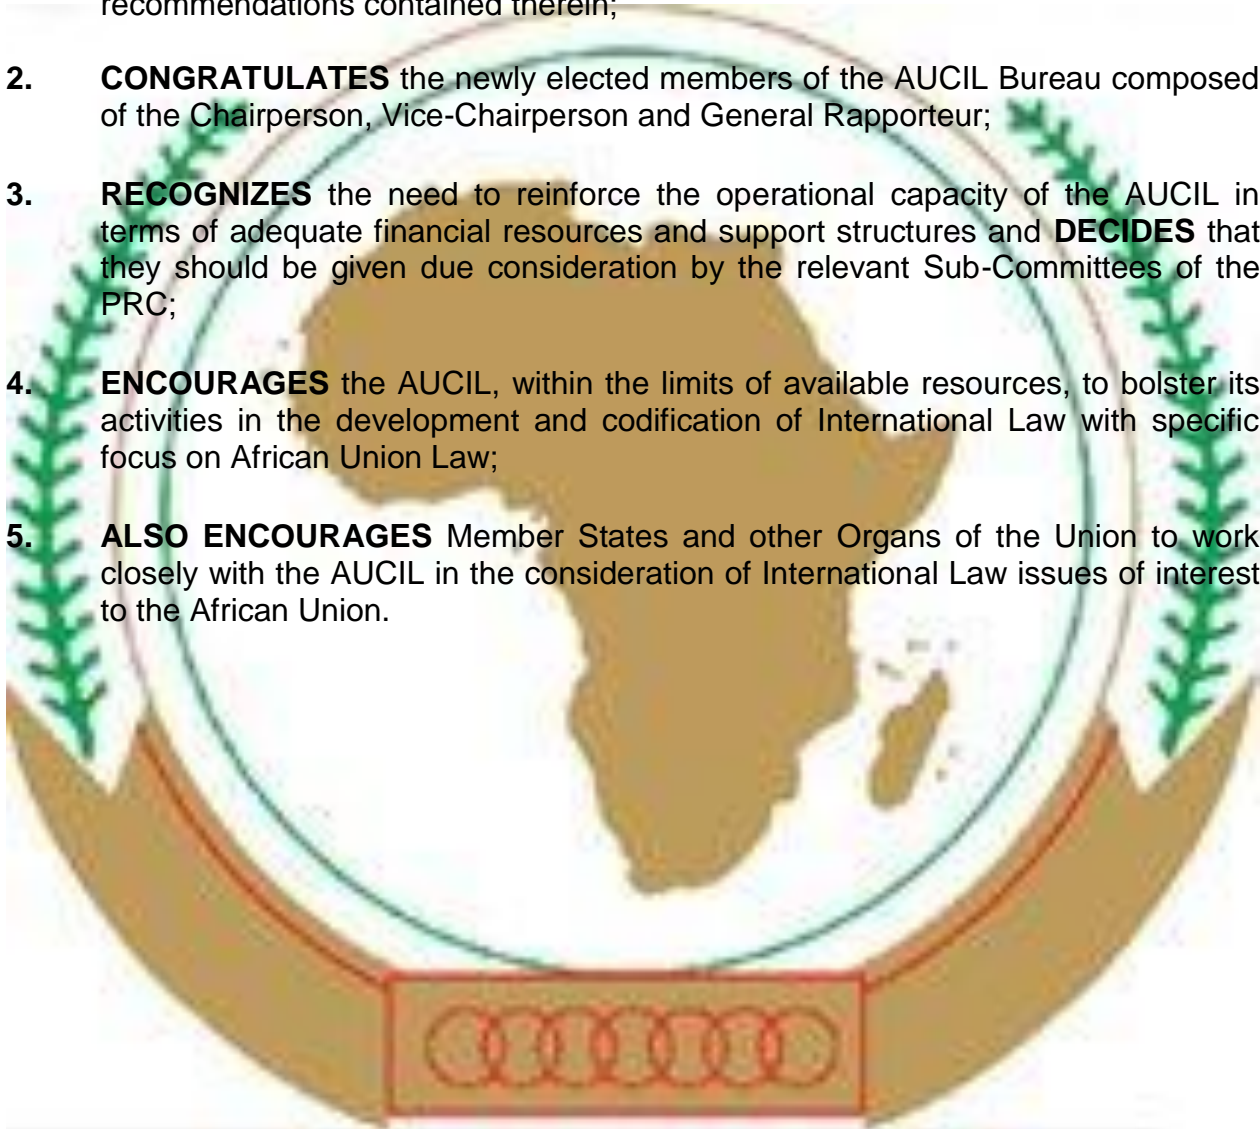 recommendations contained therein;
2. CONGRATULATES the newly elected members of the AUCIL Bureau composed
of the Chairperson, Vice-Chairperson and General Rapporteur;
3. RECOGNIZES the need to reinforce the operational capacity of the AUCIL in
terms of adequate financial resources and support structures and DECIDES that
they should be given due consideration by the relevant Sub-Committees of the
PRC;
4. ENCOURAGES the AUCIL, within the limits of available resources, to bolster its
activities in the development and codification of International Law with specific
focus on African Union Law;
5. ALSO ENCOURAGES Member States and other Organs of the Union to work
closely with the AUCIL in the consideration of International Law issues of interest
to the African Union.